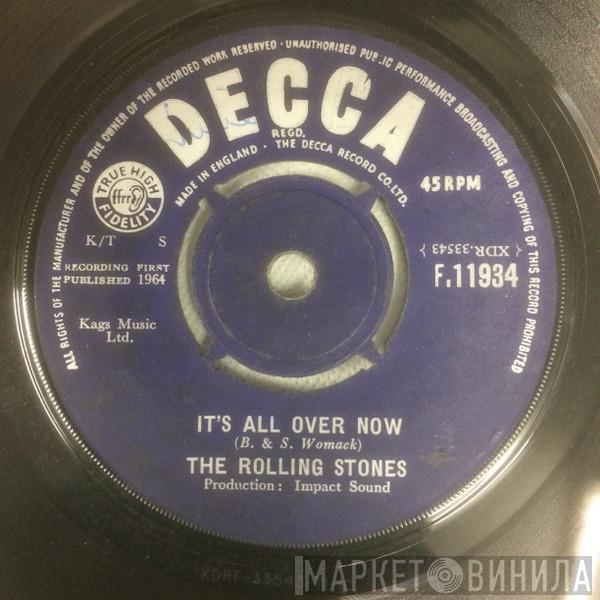 ALL RIGHTS OF THE MANUFACTURER AND OF THE OWNER OF THE RECORDED WORK RESERVED · UNAUTHORISED PUBLIC PERFORMANCE BROADCASTING AND COPYING OF THIS RECORD PROHIBITED
DECCA
REGD.
MADE IN ENGLAND · THE DECCA RECORD CO. LTD.
TRUE HIGH
ffrr
FIDELITY
45 RPM
K/T S
{ XDR.33543 }
RECORDING FIRST
PUBLISHED 1964
F.11934
Kags Music
Ltd.
IT'S ALL OVER NOW
(B. & S. Womack)
THE ROLLING STONES
Production: Impact Sound
МАРКЕТ ВИНИЛА